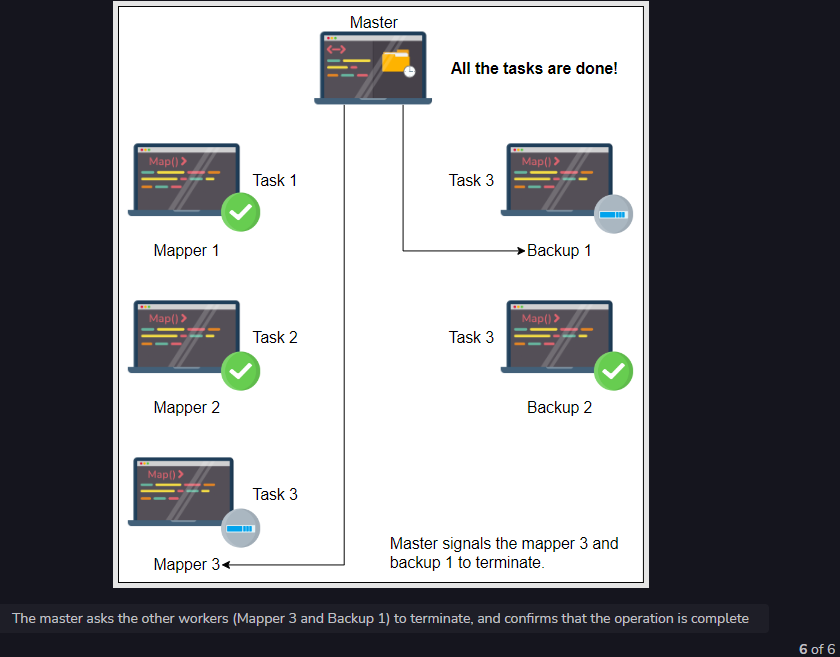 Master
All the tasks are done!
Map()
Task 1
Mapper 1
Map()
Task 3
Backup 1
Map()
Task 2
Mapper 2
Map()
Task 3
Backup 2
Map()
Task 3
Mapper 3
Master signals the mapper 3 and
backup 1 to terminate.
The master asks the other workers (Mapper 3 and Backup 1) to terminate, and confirms that the operation is complete
6 of 6